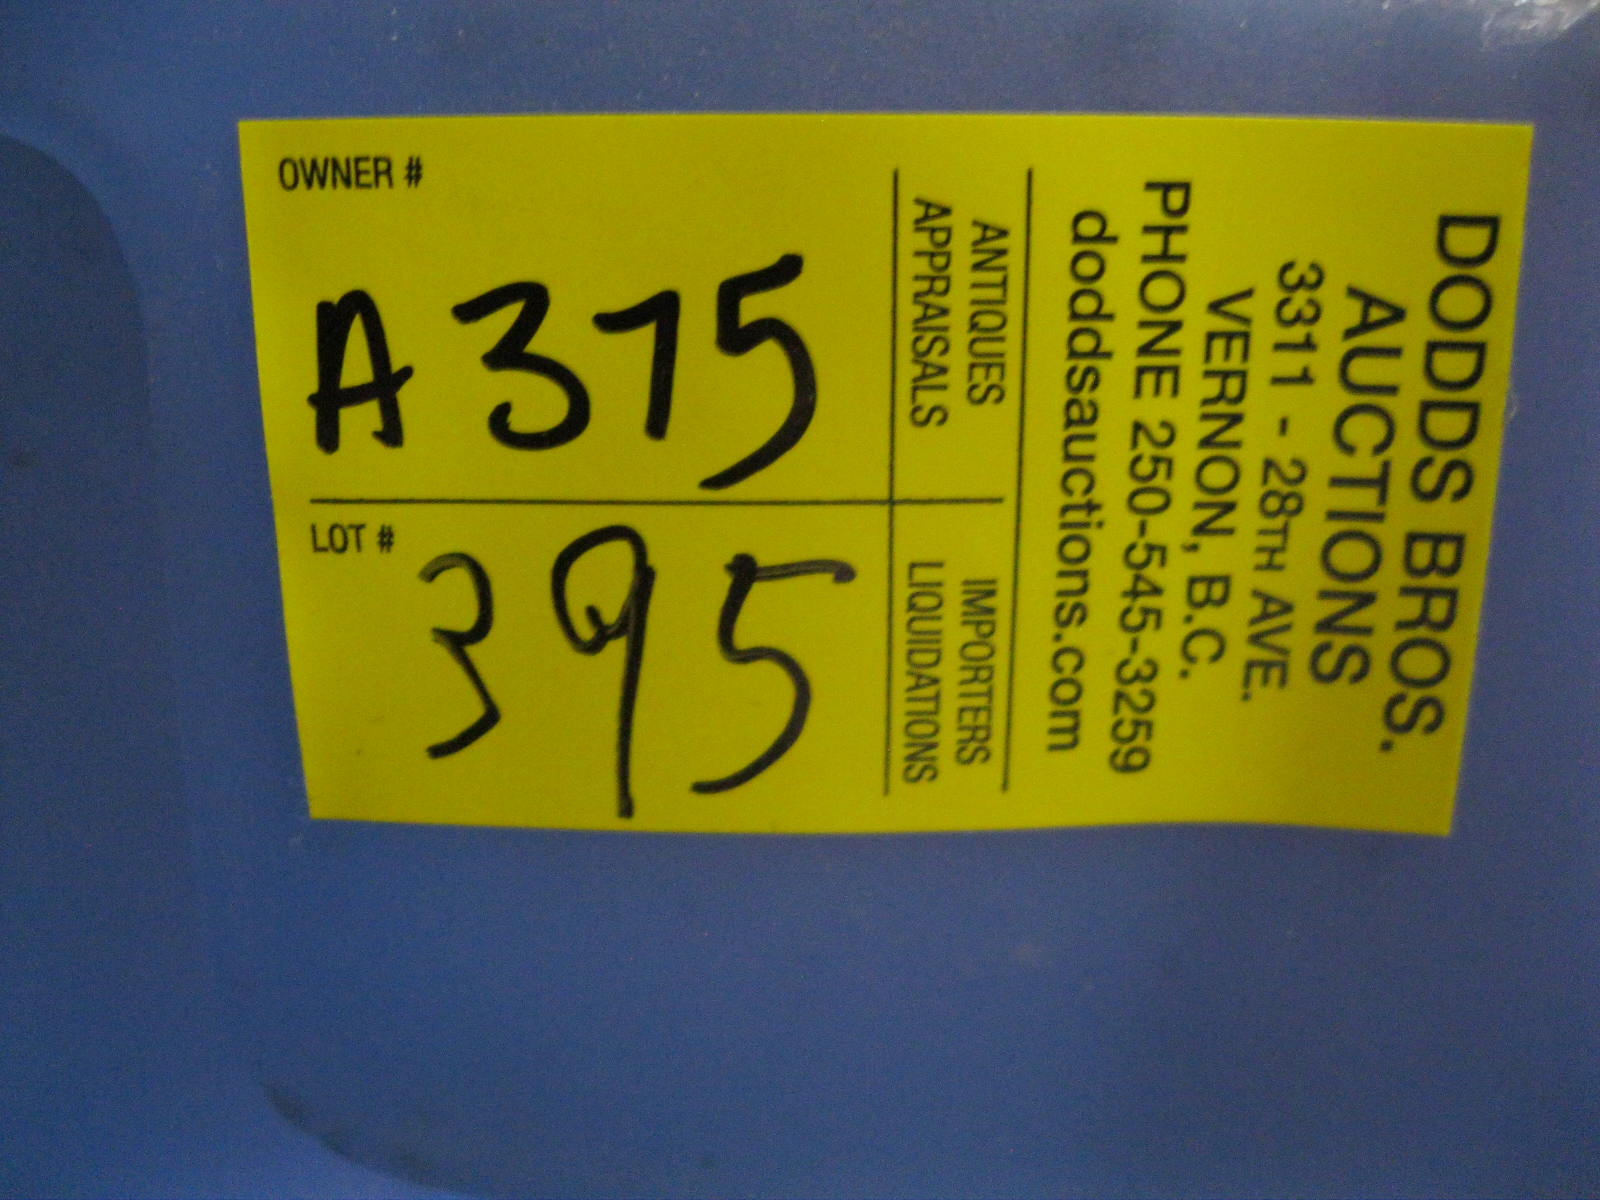 OWNER #
A 375
LOT #
395
ANTIQUES
APPRAISALS
IMPORTERS
LIQUIDATIONS
DODDS BROS.
AUCTIONS
3311 - 28TH AVE.
VERNON, B.C.
PHONE 250-545-3259
doddsauctions.com